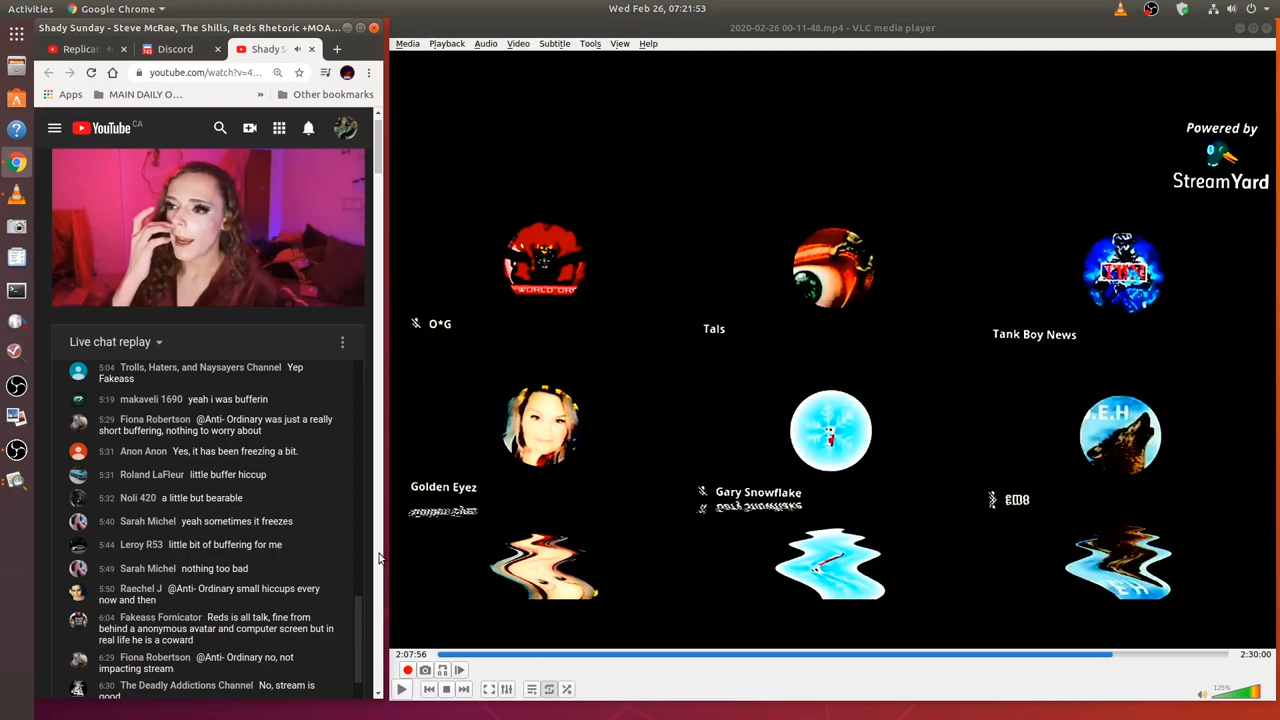 Activities
Google Chrome
Wed Feb 26, 07:21:53
Shady Sunday - Steve McRae, The Shills, Reds Rhetoric +MOA...
2020-02-26 00-11-48.mp4 - VLC media player
Replican
Discord
Shady S
youtube.com/watch?v=4...
Apps
MAIN DAILY O...
»
Other bookmarks
YouTube CA
Live chat replay
5:04 Trolls, Haters, and Naysayers Channel Yep
Fakeass
5:19 makaveli 1690 yeah i was bufferin
5:29 Fiona Robertson @Anti- Ordinary was just a really
short buffering, nothing to worry about
5:31 Anon Anon Yes, it has been freezing a bit.
5:31 Roland LaFleur little buffer hiccup
5:32 Noli 420 a little but bearable
5:40 Sarah Michel yeah sometimes it freezes
5:44 Leroy R53 little bit of buffering for me
5:49 Sarah Michel nothing too bad
5:50 Raechel J @Anti- Ordinary small hiccups every
now and then
6:04 Fakeass Fornicator Reds is all talk, fine from
behind a anonymous avatar and computer screen but in
real life he is a coward
6:29 Fiona Robertson @Anti- Ordinary no, not
impacting stream
6:30 The Deadly Addictions Channel No, stream is
good
Media Playback Audio Video Subtitle Tools View Help
Powered by
StreamYard
WORLD ORD
O*G
Tals
Tank Boy News
Golden Eyez
Gary Snowflake
.E.H
2:07:56
2:30:00
125%